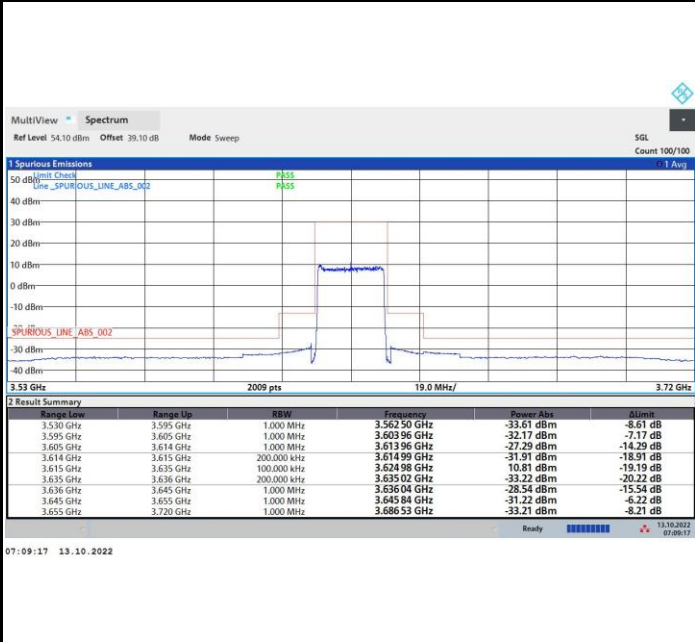 MultiView Spectrum
Ref Level 54.10 dBm Offset 39.10 dB Mode Sweep SGL
Count 100/100
1 Spurious Emissions 1 Avg
50 dBm Limit Check PASS
Line _SPURIOUS_LINE_ABS_002 PASS
40 dBm
30 dBm
20 dBm
10 dBm
0 dBm
-10 dBm
_SPURIOUS_LINE_ABS_002
-30 dBm
-40 dBm
3.53 GHz 2009 pts 19.0 MHz/ 3.72 GHz
2 Result Summary
Range Low Range Up RBW Frequency Power Abs ΔLimit
3.530 GHz 3.595 GHz 1.000 MHz 3.562 50 GHz -33.61 dBm -8.61 dB
3.595 GHz 3.605 GHz 1.000 MHz 3.603 96 GHz -32.17 dBm -7.17 dB
3.605 GHz 3.614 GHz 1.000 MHz 3.613 96 GHz -27.29 dBm -14.29 dB
3.614 GHz 3.615 GHz 200.000 kHz 3.614 99 GHz -31.91 dBm -18.91 dB
3.615 GHz 3.635 GHz 100.000 kHz 3.624 98 GHz 10.81 dBm -19.19 dB
3.635 GHz 3.636 GHz 200.000 kHz 3.635 02 GHz -33.22 dBm -20.22 dB
3.636 GHz 3.645 GHz 1.000 MHz 3.636 04 GHz -28.54 dBm -15.54 dB
3.645 GHz 3.655 GHz 1.000 MHz 3.645 84 GHz -31.22 dBm -6.22 dB
3.655 GHz 3.720 GHz 1.000 MHz 3.686 53 GHz -33.21 dBm -8.21 dB
Ready 13.10.2022
07:09:17
07:09:17 13.10.2022